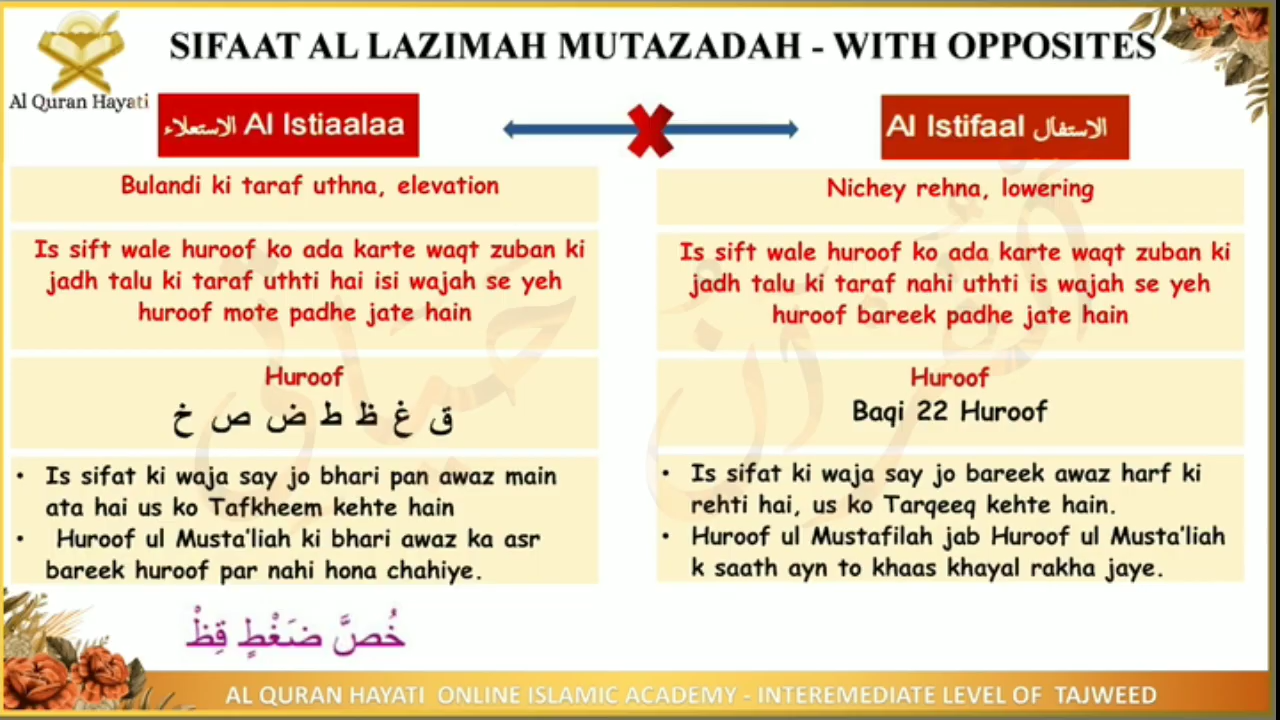 SIFAAT AL LAZIMAH MUTAZADAH - WITH OPPOSITES
Al Quran Hayati
الاستعلاء Al Istiaalaa
Bulandi ki taraf uthna, elevation
Is sift wale huroof ko ada karte waqt zuban ki
jadh talu ki taraf uthti hai isi wajah se yeh
huroof mote padhe jate hain
Huroof
خ ص ض ط ظ غ ق
• Is sifat ki waja say jo bhari pan awaz main
ata hai us ko Tafkheem kehte hain
• Huroof ul Musta'liah ki bhari awaz ka asr
bareek huroof par nahi hona chahiye.
خُصَّ ضَغْطٍ قِظْ
Al Istifaal الاستفال
Nichey rehna, lowering
Is sift wale huroof ko ada karte waqt zuban ki
jadh talu ki taraf nahi uthti is wajah se yeh
huroof bareek padhe jate hain
Huroof
Baqi 22 Huroof
• Is sifat ki waja say jo bareek awaz harf ki
rehti hai, us ko Tarqeeq kehte hain.
• Huroof ul Mustafilah jab Huroof ul Musta'liah
k saath ayn to khaas khayal rakha jaye.
AL QURAN HAYATI ONLINE ISLAMIC ACADEMY - INTEREMEDIATE LEVEL OF TAJWEED